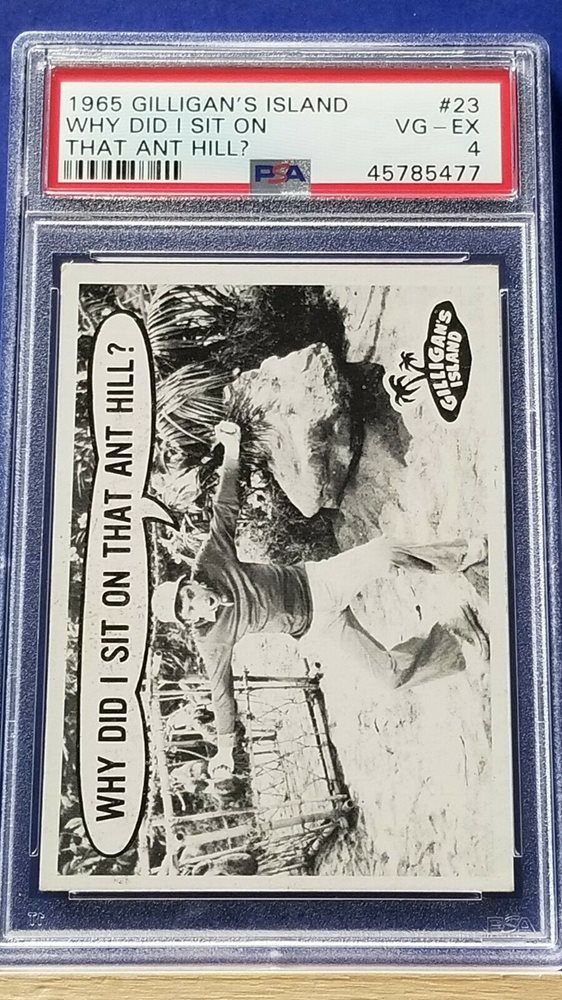 1965 GILLIGAN'S ISLAND #23
WHY DID I SIT ON VG-EX
THAT ANT HILL? 4
PSA 45785477
WHY DID I SIT ON THAT ANT HILL?
GILLIGAN'S
ISLAND
PSA